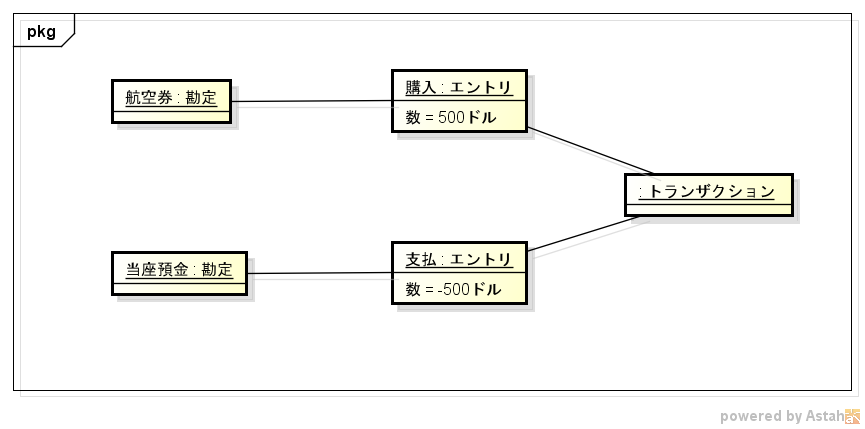 pkg
航空券 : 勘定
購入 : エントリ
数 = 500ドル
: トランザクション
当座預金 : 勘定
支払 : エントリ
数 = -500ドル
powered by Astah